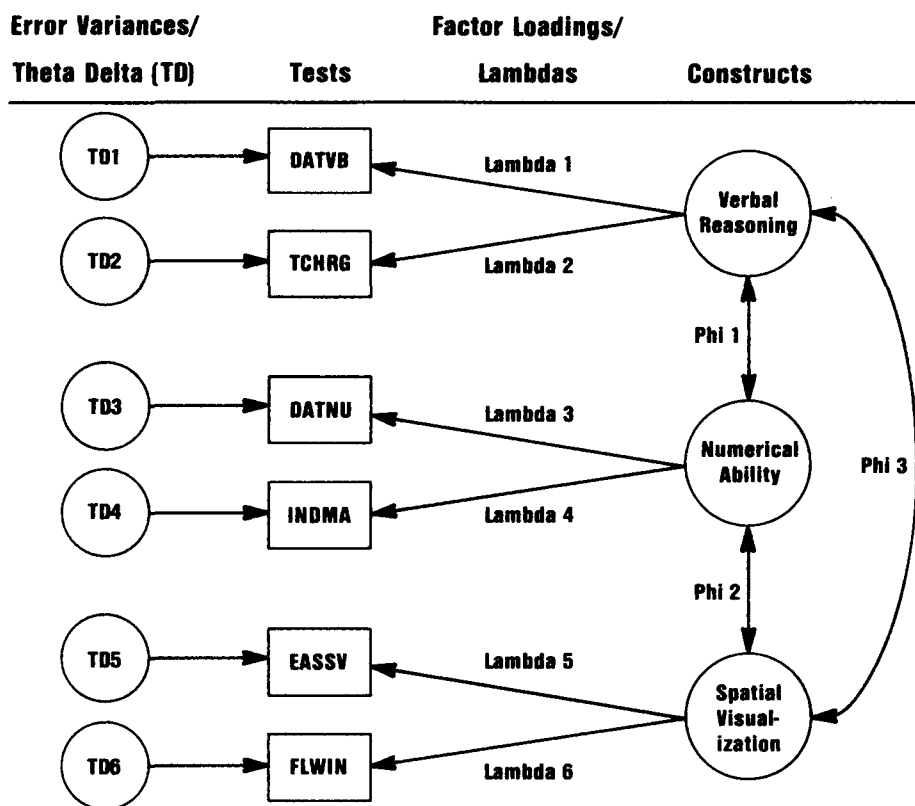 Error Variances/
Factor Loadings/
Theta Delta (TD)
Tests
Lambdas
Constructs
TD1
DATVB
Lambda 1
Verbal
Reasoning
TD2
TCHRG
Lambda 2
Phi 1
TD3
DATNU
Lambda 3
Numerical
Ability
Phi 3
TD4
INDMA
Lambda 4
Phi 2
TD5
EASSV
Lambda 5
Spatial
Visual-
ization
TD6
FLWIN
Lambda 6